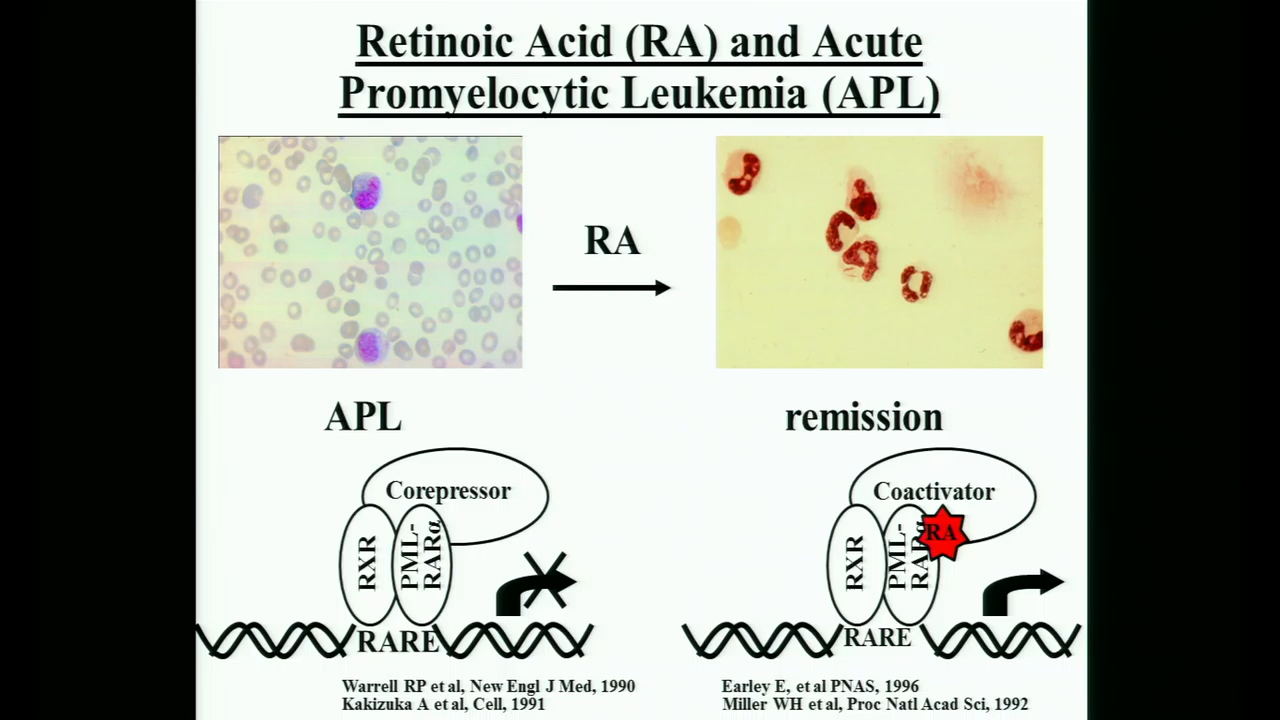 Retinoic Acid (RA) and Acute
Promyelocytic Leukemia (APL)
RA
APL
remission
Corepressor
RXR
PML-
RARα
RARE
Coactivator
RXR
PML-
RARα
RA
RARE
Warrell RP et al, New Engl J Med, 1990
Kakizuka A et al, Cell, 1991
Earley E, et al PNAS, 1996
Miller WH et al, Proc Natl Acad Sci, 1992